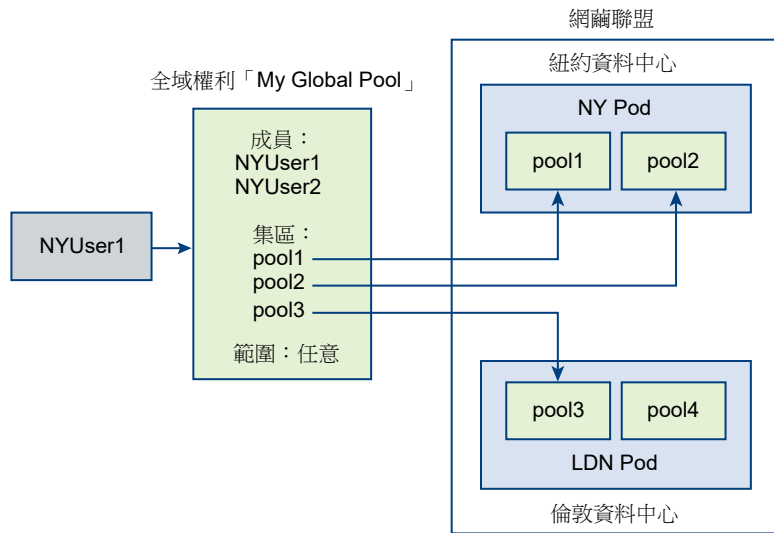 網繭聯盟
紐約資料中心
全域權利「My Global Pool」
NY Pod
pool1
pool2
成員：
NYUser1
NYUser2
NYUser1
集區：
pool1
pool2
pool3
範圍：任意
pool3
pool4
LDN Pod
倫敦資料中心